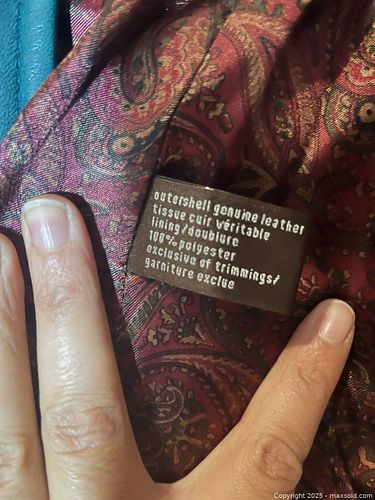 outershell genuine leather
tissue cuir véritable
lining/doublure
100% polyester
exclusive of trimmings/
garniture exclue
Copyright 2025 - maxsold.com